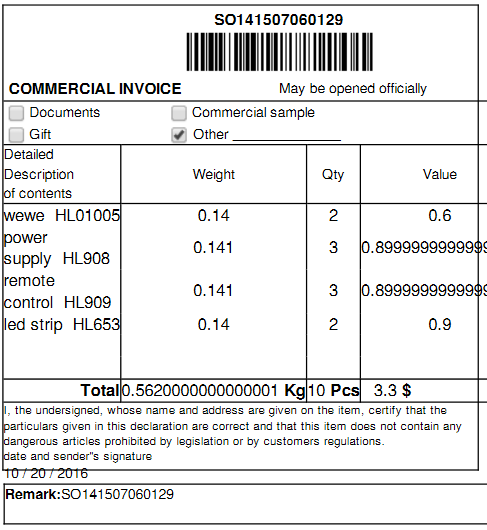 SO141507060129
COMMERCIAL INVOICE May be opened officially
Documents Commercial sample
Gift Other _______________
Detailed Description of contents Weight Qty Value
wewe HL01005 0.14 2 0.6
power supply HL908 0.141 3 0.8999999999999
remote control HL909 0.141 3 0.8999999999999
led strip HL653 0.14 2 0.9
Total 0.5620000000000001 Kg 10 Pcs 3.3 $
I, the undersigned, whose name and address are given on the item, certify that the
particulars given in this declaration are correct and that this item does not contain any
dangerous articles prohibited by legislation or by customs regulations.
date and sender"s signature
10 / 20 / 2016
Remark:SO141507060129